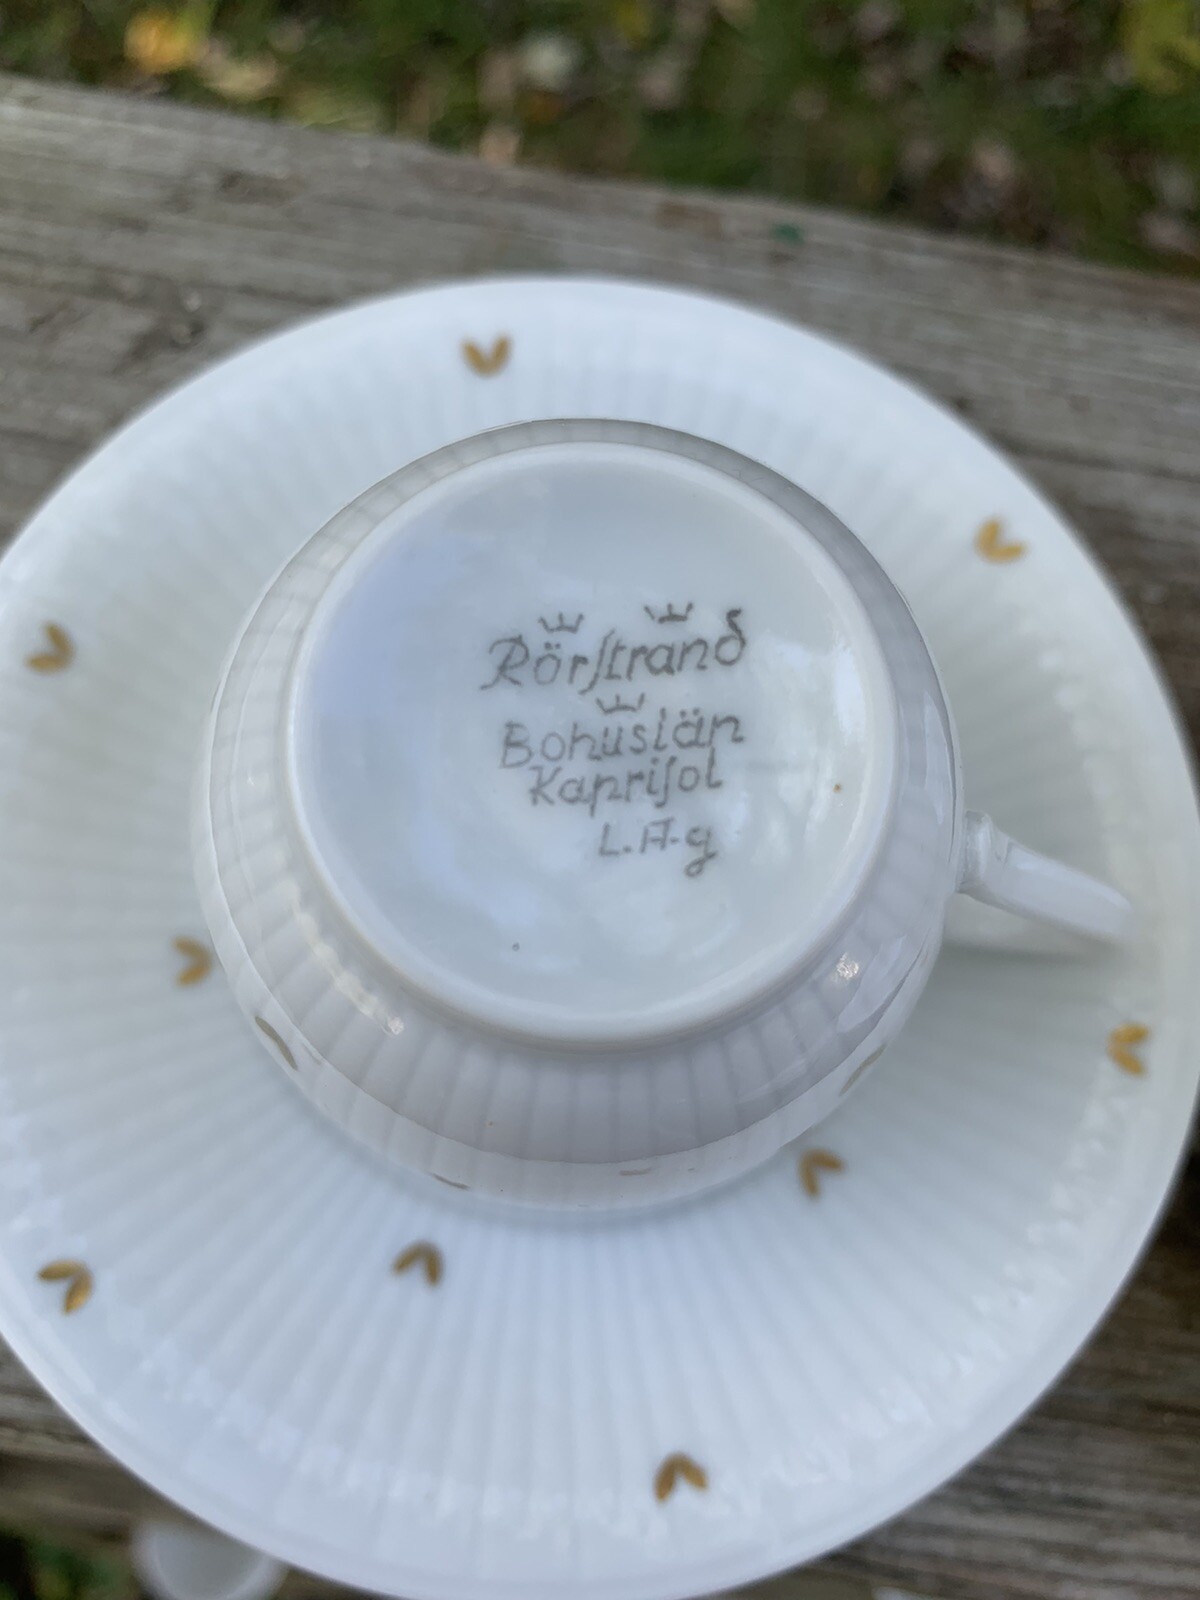 Rörstrand
Bohuslän
Kaprifol
L.H-g